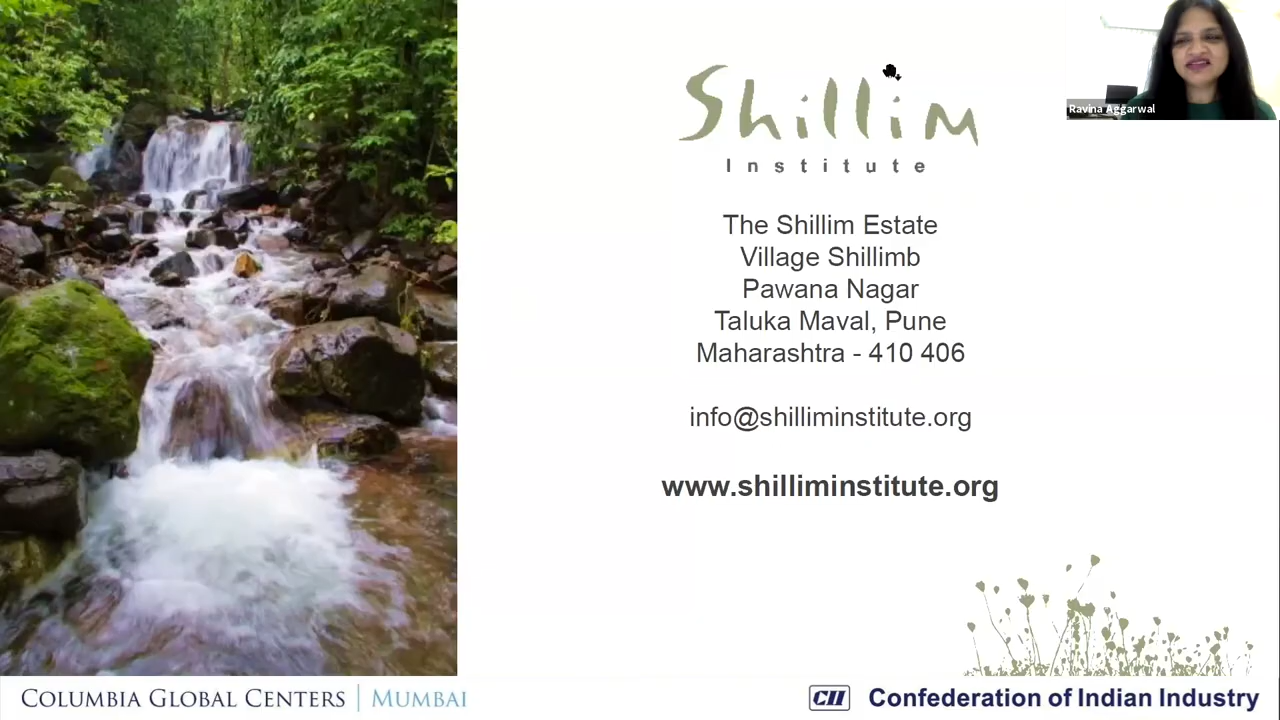 Shillim
Institute
Ravina Aggarwal
The Shillim Estate
Village Shillimb
Pawana Nagar
Taluka Maval, Pune
Maharashtra - 410 406
info@shilliminstitute.org
www.shilliminstitute.org
COLUMBIA GLOBAL CENTERS | MUMBAI
CII Confederation of Indian Industry